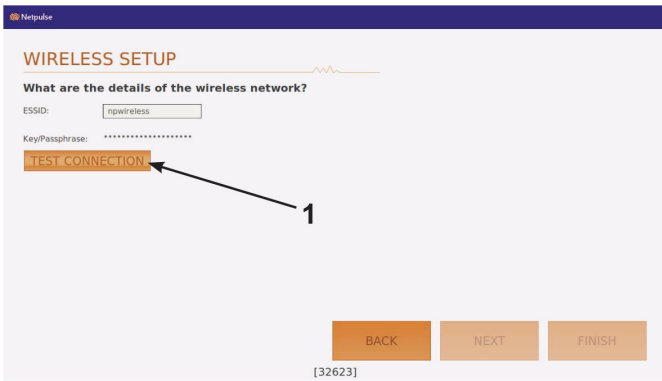 Netpulse
WIRELESS SETUP
What are the details of the wireless network?
ESSID: npwireless
Key/Passphrase: ********************
TEST CONNECTION
1
BACK NEXT FINISH
[32623]